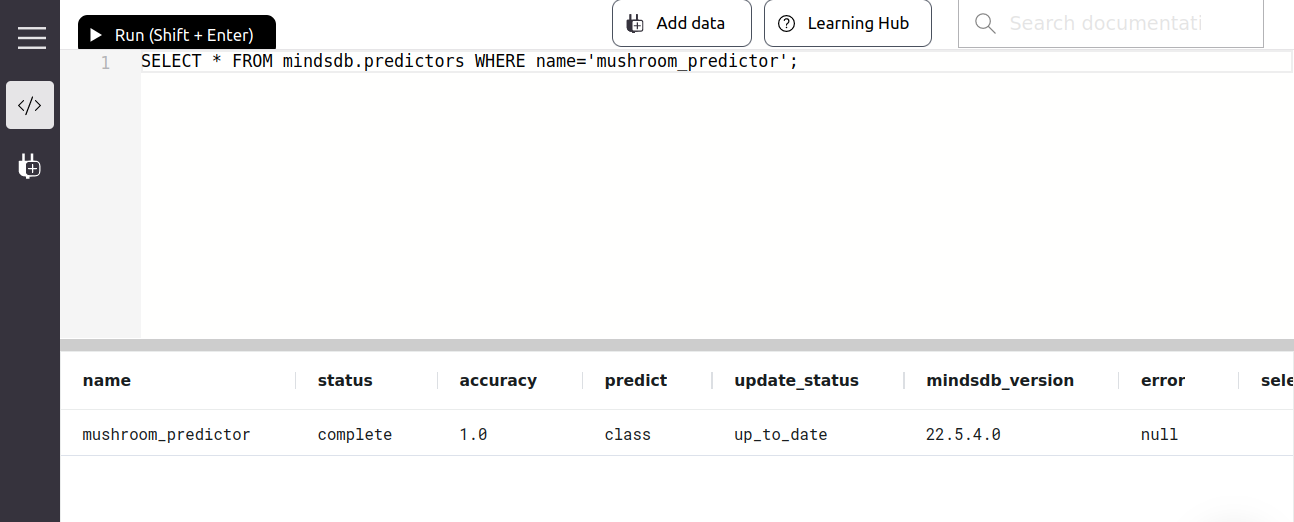 Run (Shift + Enter)
Add data
Learning Hub
Search documentati
1
SELECT * FROM mindsdb.predictors WHERE name='mushroom_predictor';
name status accuracy predict update_status mindsdb_version error sele
mushroom_predictor complete 1.0 class up_to_date 22.5.4.0 null